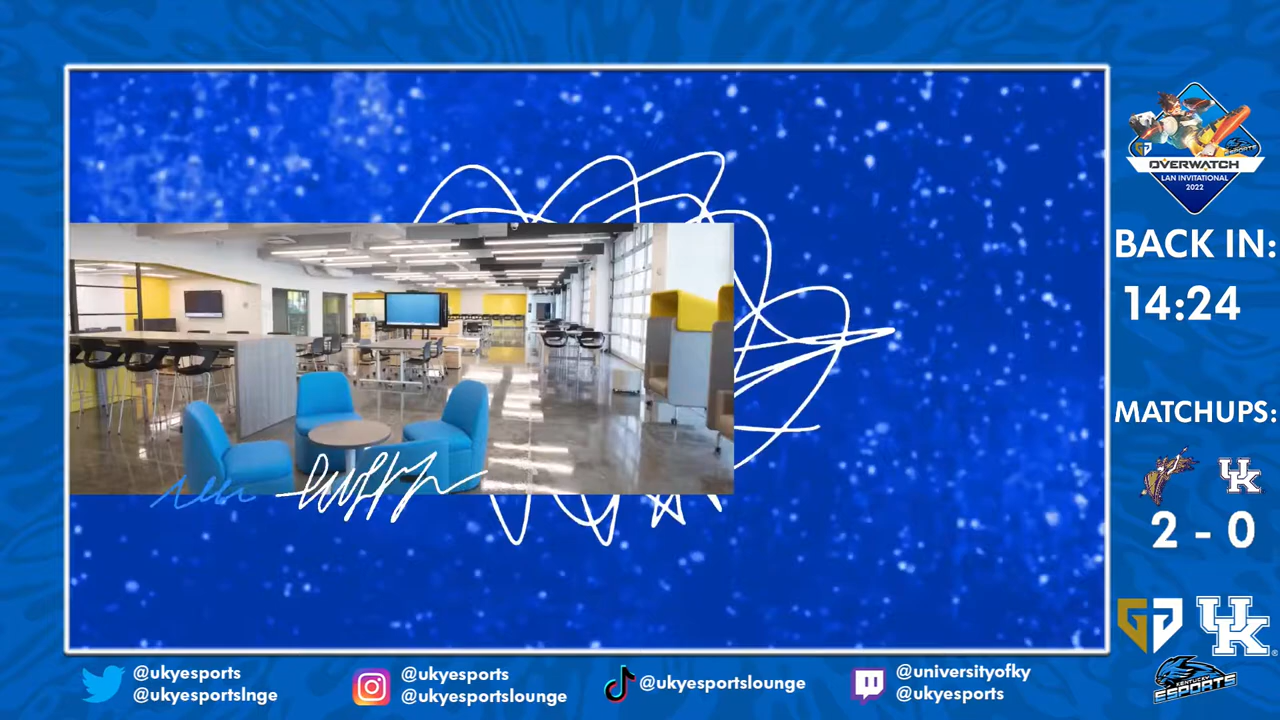 OVERWATCH
LAN INVITATIONAL
2022
BACK IN:
14:24
MATCHUPS:
UK
2 - 0
UK
KENTUCKY
ESPORTS
@ukyesports
@ukyesportslnge
@ukyesports
@ukyesportslounge
@ukyesportslounge
@universityofky
@ukyesports